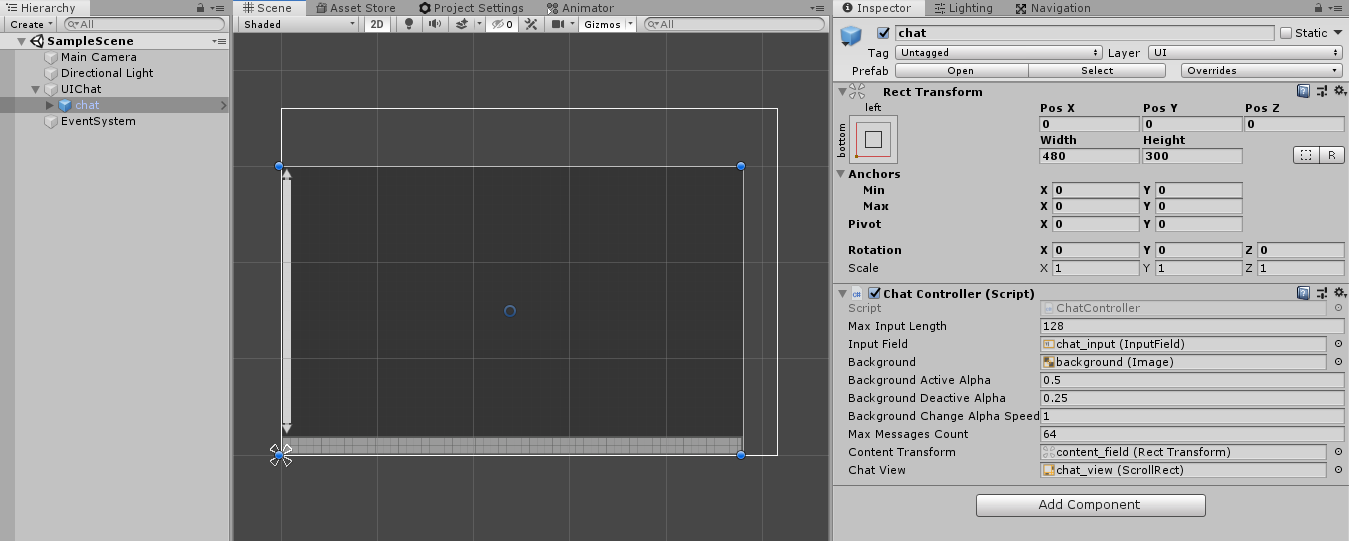 Hierarchy
Create All
SampleScene
Main Camera
Directional Light
UIChat
chat
EventSystem
Scene Asset Store Project Settings Animator
Shaded 2D 0 Gizmos All
Inspector Lighting Navigation
chat Static
Tag Untagged Layer UI
Prefab Open Select Overrides
Rect Transform
left Pos X Pos Y Pos Z
bottom 0 0 0
Width Height
480 300 R
Anchors
Min X 0 Y 0
Max X 0 Y 0
Pivot X 0 Y 0
Rotation X 0 Y 0 Z 0
Scale X 1 Y 1 Z 1
C# Chat Controller (Script)
Script ChatController
Max Input Length 128
Input Field chat_input (InputField)
Background background (Image)
Background Active Alpha 0.5
Background Deactive Alpha 0.25
Background Change Alpha Speed 1
Max Messages Count 64
Content Transform content_field (Rect Transform)
Chat View chat_view (ScrollRect)
Add Component